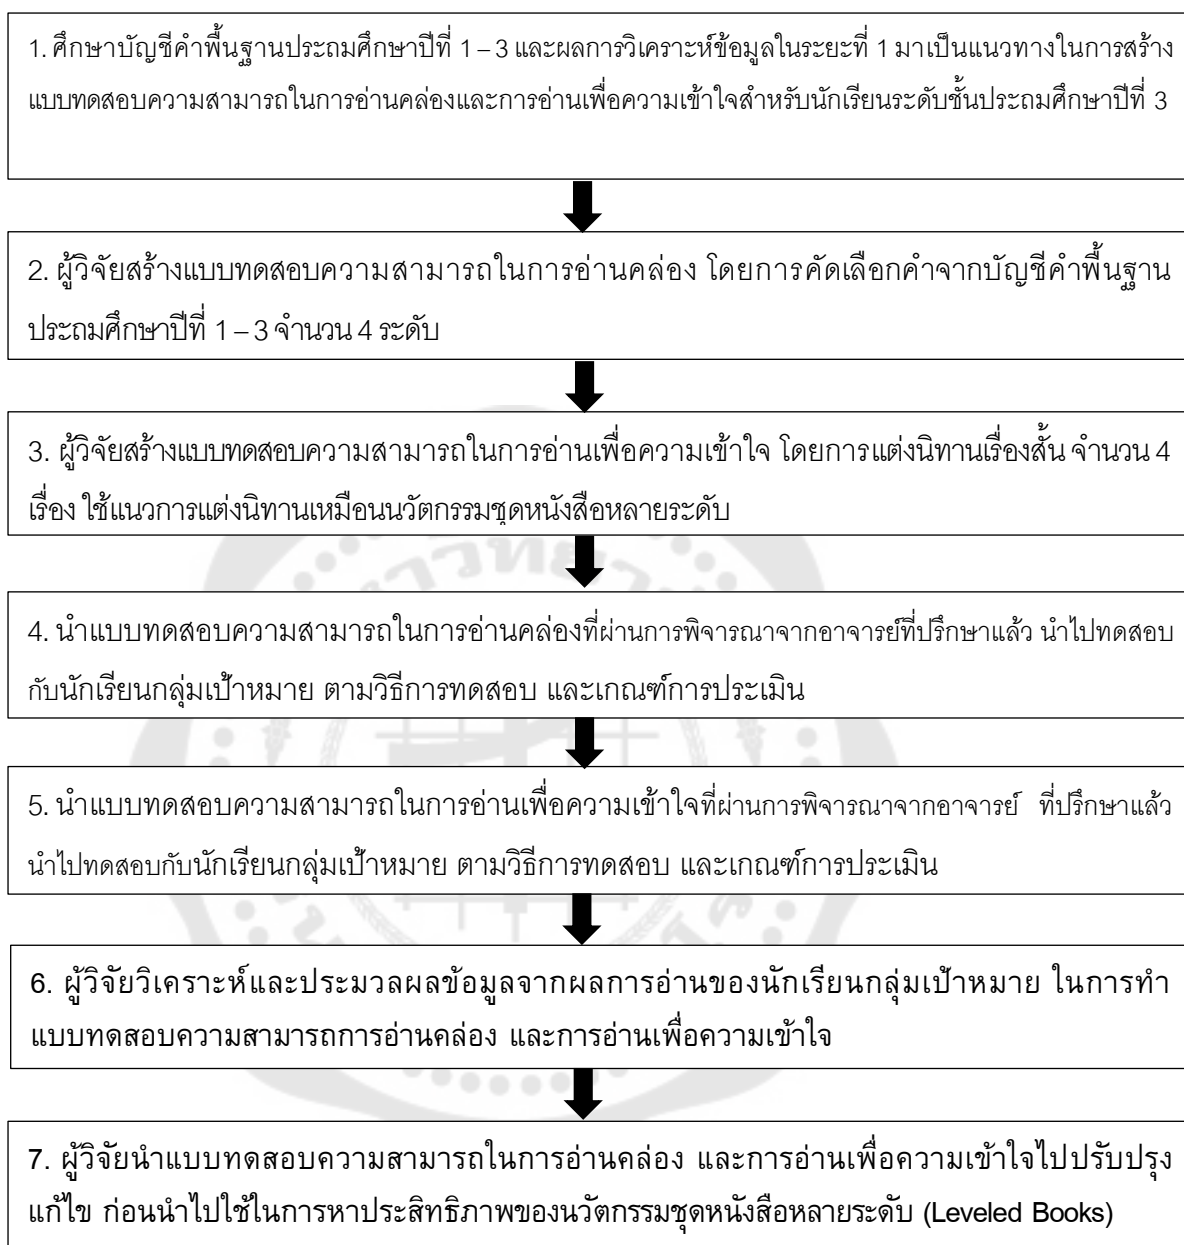 1. ศึกษาบัญชีคำพื้นฐานประถมศึกษาปีที่ 1 – 3 และผลการวิเคราะห์ข้อมูลในระยะที่ 1 มาเป็นแนวทางในการสร้าง
แบบทดสอบความสามารถในการอ่านคล่องและการอ่านเพื่อความเข้าใจสำหรับนักเรียนระดับชั้นประถมศึกษาปีที่ 3
2. ผู้วิจัยสร้างแบบทดสอบความสามารถในการอ่านคล่อง โดยการคัดเลือกคำจากบัญชีคำพื้นฐาน
ประถมศึกษาปีที่ 1 – 3 จำนวน 4 ระดับ
3. ผู้วิจัยสร้างแบบทดสอบความสามารถในการอ่านเพื่อความเข้าใจ โดยการแต่งนิทานเรื่องสั้น จำนวน 4
เรื่อง ใช้แนวการแต่งนิทานเหมือนนวัตกรรมชุดหนังสือหลายระดับ
4. นำแบบทดสอบความสามารถในการอ่านคล่องที่ผ่านการพิจารณาจากอาจารย์ที่ปรึกษาแล้ว นำไปทดสอบ
กับนักเรียนกลุ่มเป้าหมาย ตามวิธีการทดสอบ และเกณฑ์การประเมิน
5. นำแบบทดสอบความสามารถในการอ่านเพื่อความเข้าใจที่ผ่านการพิจารณาจากอาจารย์ ที่ปรึกษาแล้ว
นำไปทดสอบกับนักเรียนกลุ่มเป้าหมาย ตามวิธีการทดสอบ และเกณฑ์การประเมิน
6. ผู้วิจัยวิเคราะห์และประมวลผลข้อมูลจากผลการอ่านของนักเรียนกลุ่มเป้าหมาย ในการทำ
แบบทดสอบความสามารถการอ่านคล่อง และการอ่านเพื่อความเข้าใจ
7. ผู้วิจัยนำแบบทดสอบความสามารถในการอ่านคล่อง และการอ่านเพื่อความเข้าใจไปปรับปรุง
แก้ไข ก่อนนำไปใช้ในการหาประสิทธิภาพของนวัตกรรมชุดหนังสือหลายระดับ (Leveled Books)